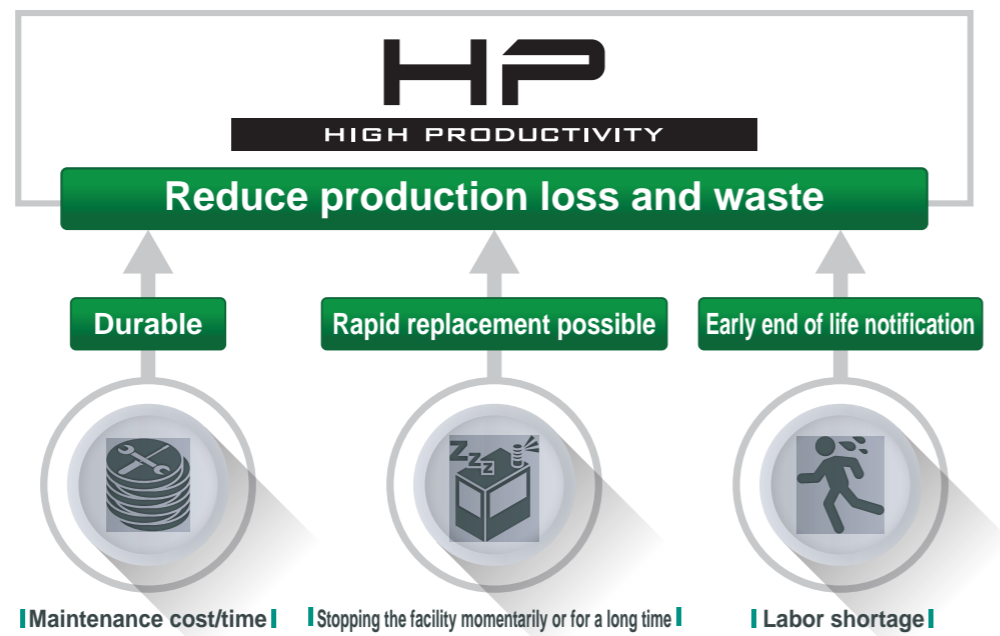 HP
HIGH PRODUCTIVITY
Reduce production loss and waste
Durable
Rapid replacement possible
Early end of life notification
ZZZ
Maintenance cost/time
Stopping the facility momentarily or for a long time
Labor shortage